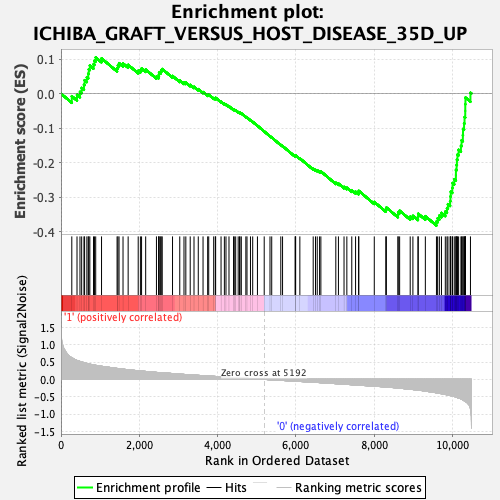 Enrichment plot:
ICHIBA_GRAFT_VERSUS_HOST_DISEASE_35D_UP
Enrichment score (ES)
0.1
0.0
-0.1
-0.2
-0.3
-0.4
Ranked list metric (Signal2Noise)
'1' (positively correlated)
1.5
1.0
0.5
0.0
-0.5
-1.0
-1.5
Zero cross at 5192
'0' (negatively correlated)
0
2,000
4,000
6,000
8,000
10,000
Rank in Ordered Dataset
Enrichment profile
Hits
Ranking metric scores